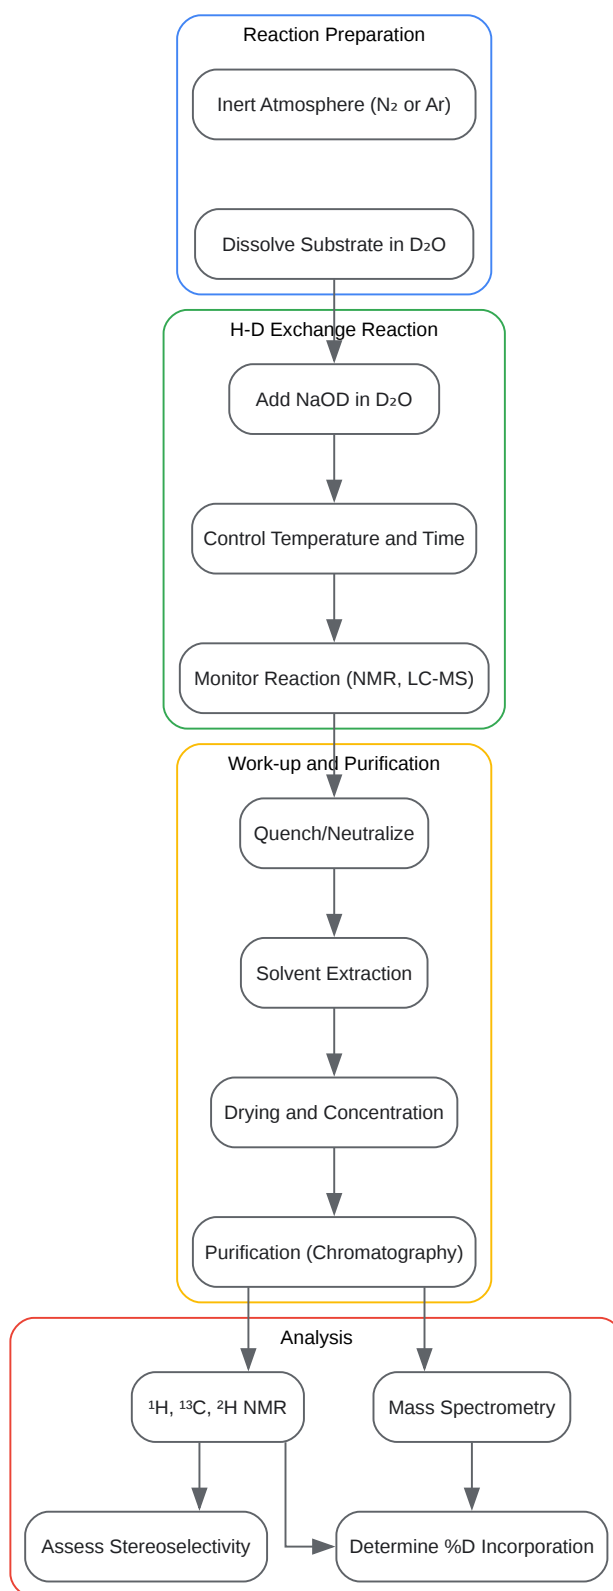 Reaction Preparation
Inert Atmosphere (N₂ or Ar)
Dissolve Substrate in D₂O
H-D Exchange Reaction
Add NaOD in D₂O
Control Temperature and Time
Monitor Reaction (NMR, LC-MS)
Work-up and Purification
Quench/Neutralize
Solvent Extraction
Drying and Concentration
Purification (Chromatography)
Analysis
¹H, ¹³C, ²H NMR
Mass Spectrometry
Assess Stereoselectivity
Determine %D Incorporation